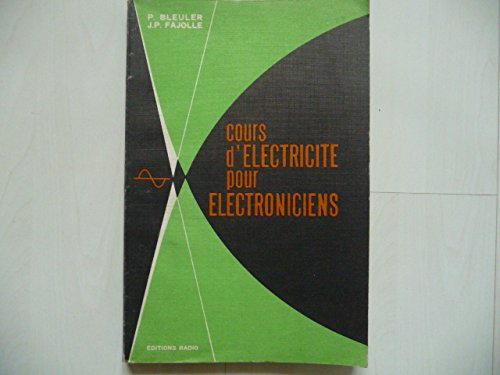 P. BLEULER
J.P. FAJOLLE
COURS
d'ELECTRICITE
pour
ELECTRONICIENS
EDITIONS RADIO